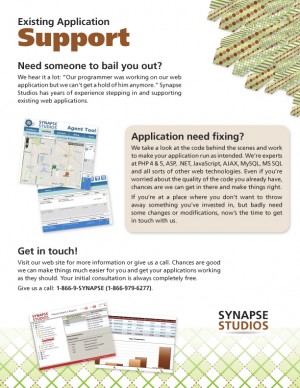 Existing Application
Support
Need someone to bail you out?
We hear it a lot: "Our programmer was working on our web
application but we can't get a hold of him anymore." Synapse
Studios has years of experience stepping in and supporting
existing web applications.
Agent Tool
Application need fixing?
We take a look at the code behind the scenes and work
to make your application run as intended. We're experts
at PHP 4 & 5, ASP, .NET, JavaScript, AJAX, MySQL, MS SQL
and all sorts of other web technologies. Even if you're
worried about the quality of the code you already have,
chances are we can get in there and make things right.
If you're at a place where you don't want to throw
away something you've invested in, but badly need
some changes or modifications, now's the time to get
in touch with us.
Get in touch!
Visit our web site for more information or give us a call. Chances are good
we can make things much easier for you and get your applications working
as they should. Your initial consultation is always completely free.
Give us a call: 1-866-9-SYNAPSE (1-866-979-6277).
SYNAPSE
STUDIOS